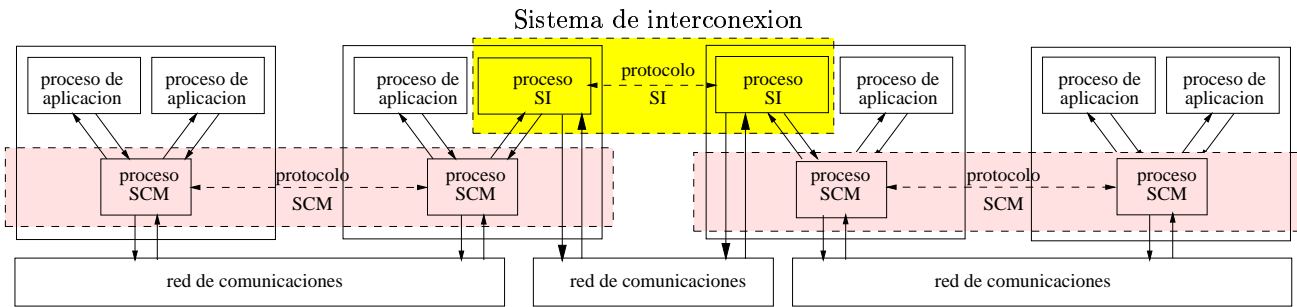 Sistema de interconexion
proceso de
aplicacion
proceso de
aplicacion
proceso de
aplicacion
proceso
SI
protocolo
SI
proceso
SI
proceso de
aplicacion
proceso de
aplicacion
proceso de
aplicacion
proceso
SCM
protocolo
SCM
proceso
SCM
proceso
SCM
protocolo
SCM
proceso
SCM
red de comunicaciones
red de comunicaciones
red de comunicaciones